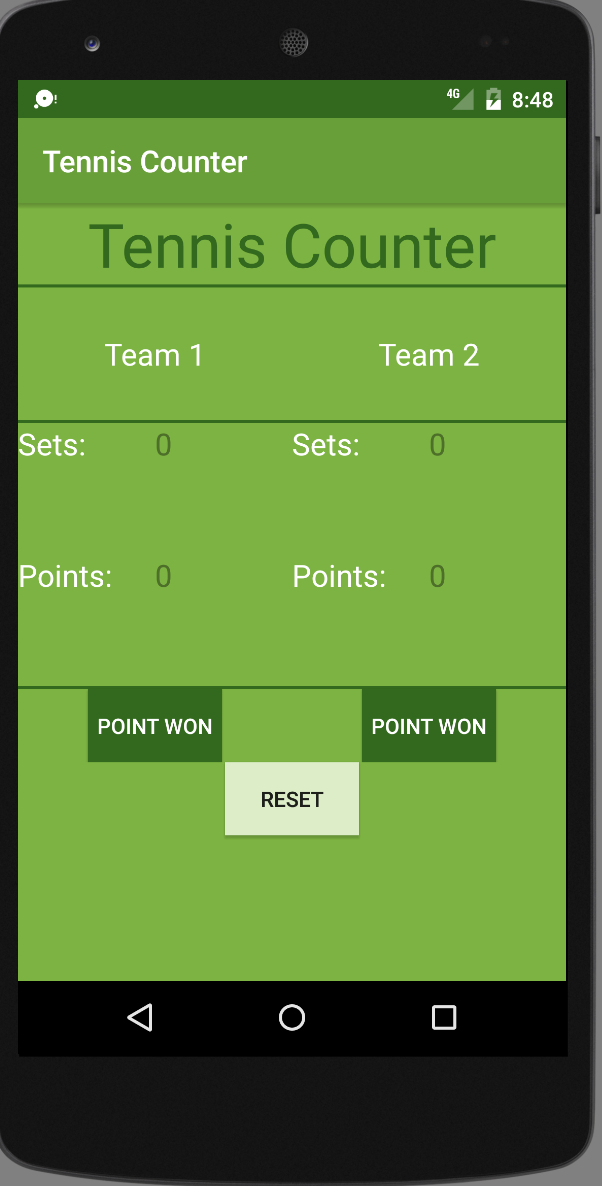 4G 8:48
Tennis Counter
Tennis Counter
Team 1 Team 2
Sets: 0 Sets: 0
Points: 0 Points: 0
POINT WON POINT WON
RESET